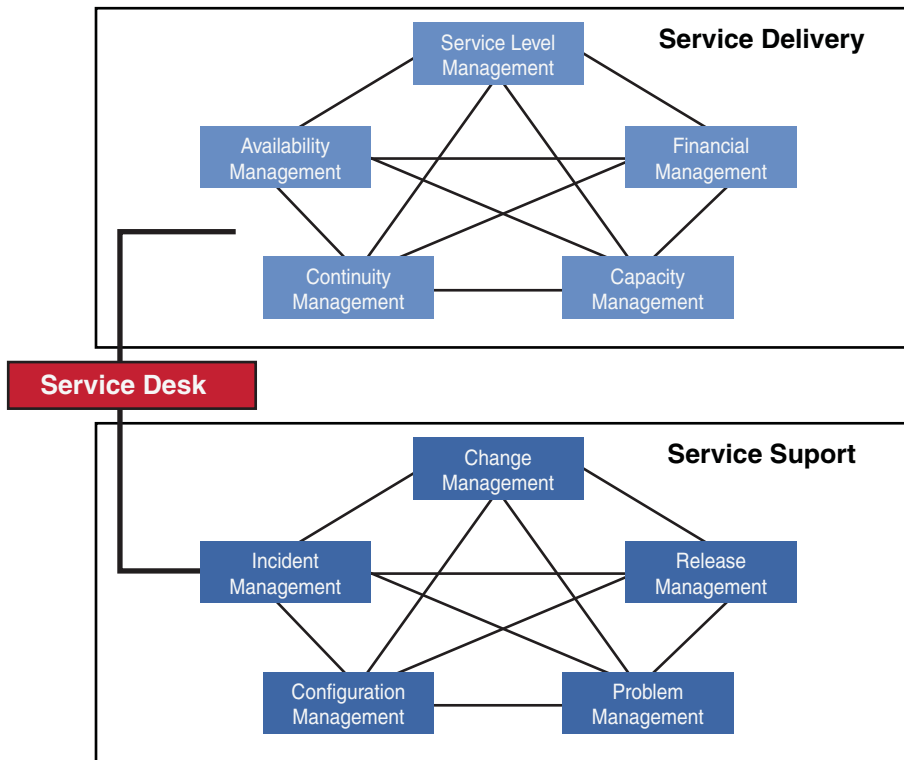 Service Delivery
Service Level
Management
Availability
Management
Financial
Management
Continuity
Management
Capacity
Management
Service Desk
Service Suport
Change
Management
Incident
Management
Release
Management
Configuration
Management
Problem
Management